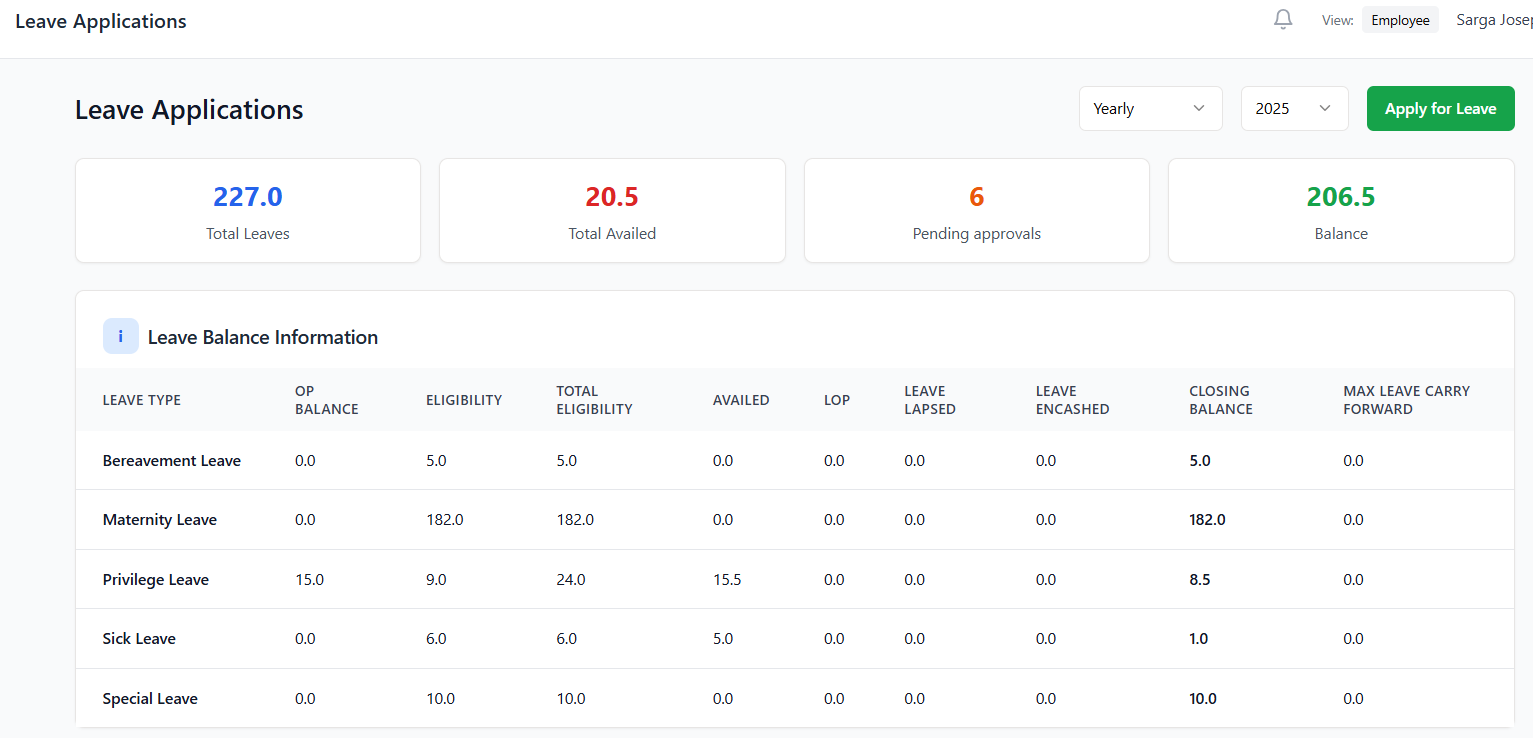 Leave Applications
View: Employee Sarga Josep
Leave Applications
Yearly 2025 Apply for Leave
227.0 20.5 6 206.5
Total Leaves Total Availed Pending approvals Balance
i Leave Balance Information
LEAVE TYPE OP BALANCE ELIGIBILITY TOTAL ELIGIBILITY AVAILED LOP LEAVE LAPSED LEAVE ENCASHED CLOSING BALANCE MAX LEAVE CARRY FORWARD
Bereavement Leave 0.0 5.0 5.0 0.0 0.0 0.0 0.0 5.0 0.0
Maternity Leave 0.0 182.0 182.0 0.0 0.0 0.0 0.0 182.0 0.0
Privilege Leave 15.0 9.0 24.0 15.5 0.0 0.0 0.0 8.5 0.0
Sick Leave 0.0 6.0 6.0 5.0 0.0 0.0 0.0 1.0 0.0
Special Leave 0.0 10.0 10.0 0.0 0.0 0.0 0.0 10.0 0.0